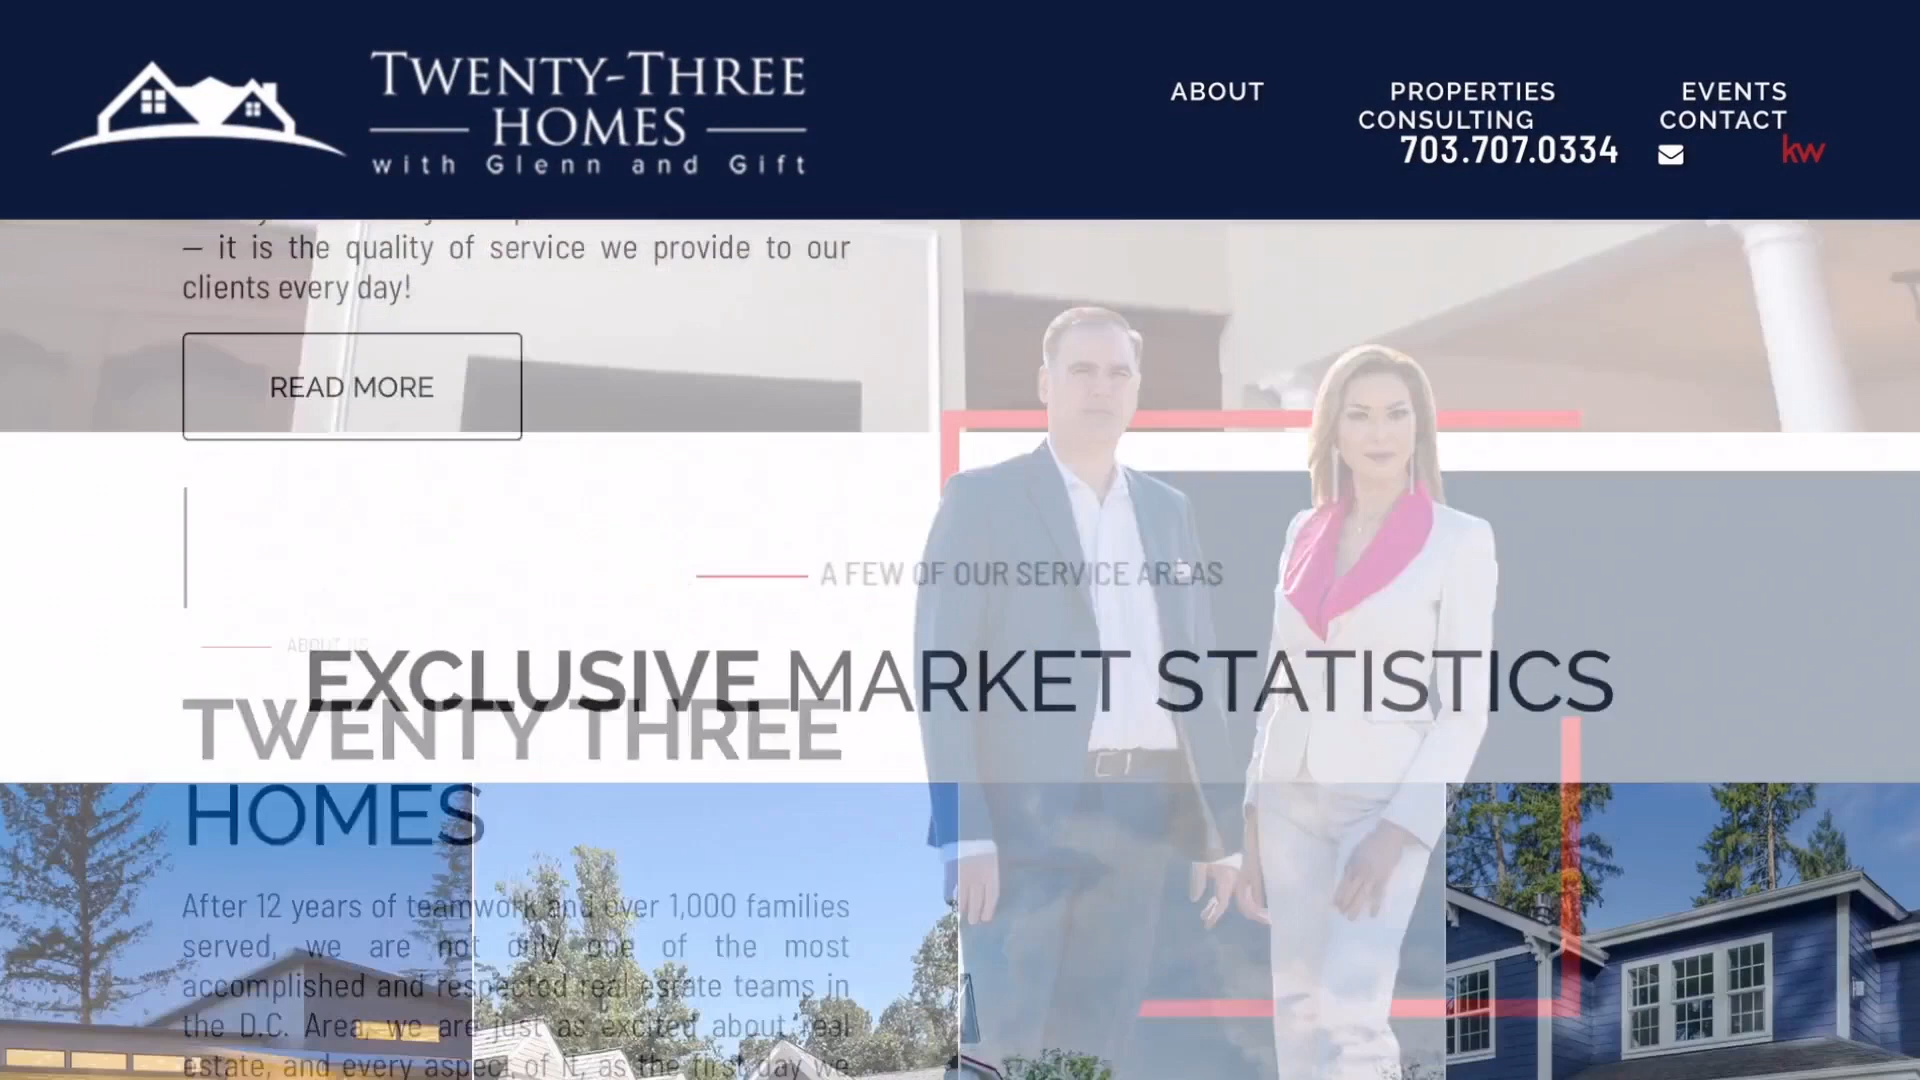 TWENTY-THREE
HOMES
with Glenn and Gift
ABOUT
PROPERTIES
EVENTS
CONSULTING
CONTACT
703.707.0334
kw
— it is the quality of service we provide to our
clients every day!
READ MORE
A FEW OF OUR SERVICE AREAS
ABOUT US
EXCLUSIVE MARKET STATISTICS
TWENTY THREE
HOMES
After 12 years of teamwork and over 1,000 families
served, we are not only one of the most
accomplished and respected real estate teams in
the D.C. Area, we are just as excited about real
estate, and every aspect of it, as the first day we